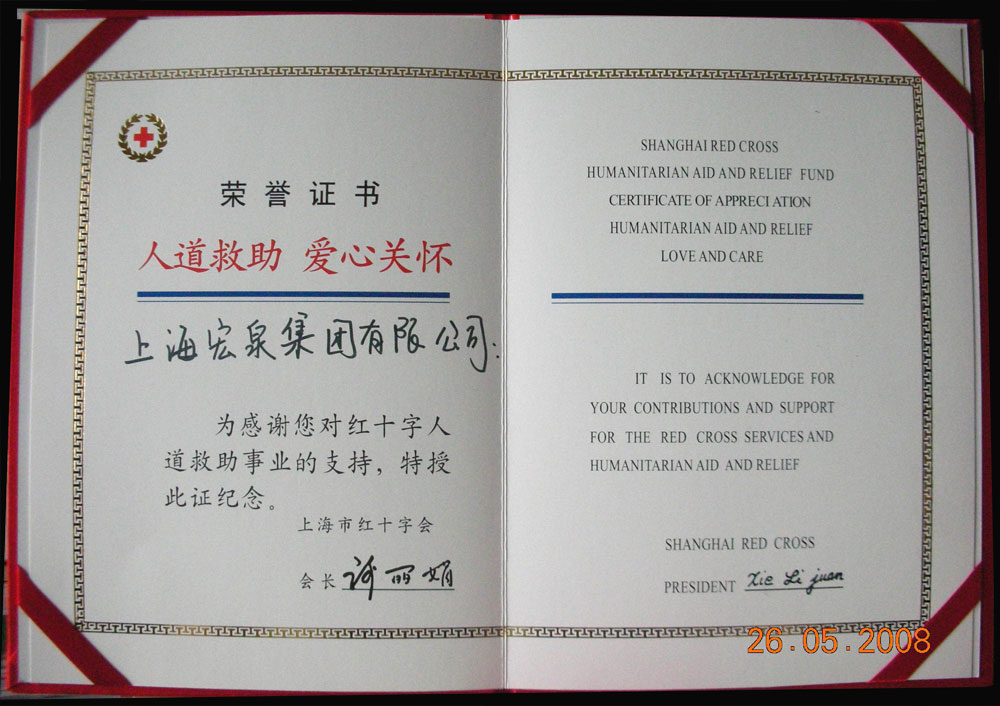 荣誉证书
人道救助 爱心关怀
上海宏泉集团有限公司:
为感谢您对红十字人
道救助事业的支持，特授
此证纪念。
上海市红十字会
会长 谢丽娟
SHANGHAI RED CROSS
HUMANITARIAN AID AND RELIEF FUND
CERTIFICATE OF APPRECIATION
HUMANITARIAN AID AND RELIEF
LOVE AND CARE
IT IS TO ACKNOWLEDGE FOR
YOUR CONTRIBUTIONS AND SUPPORT
FOR THE RED CROSS SERVICES AND
HUMANITARIAN AID AND RELIEF
SHANGHAI RED CROSS
PRESIDENT Xie Li juan
26.05.2008